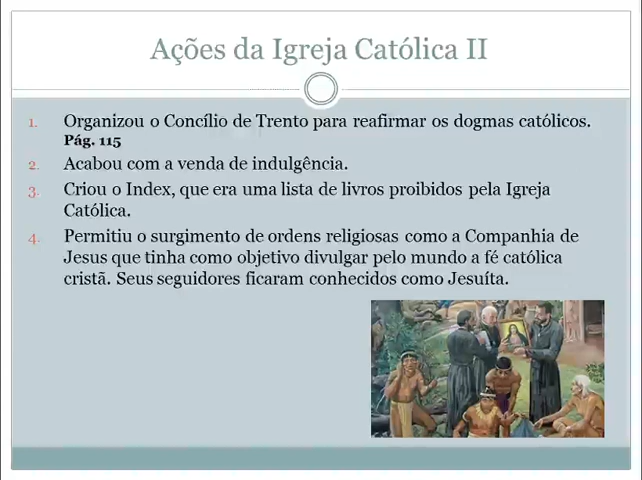 Ações da Igreja Católica II
1. Organizou o Concílio de Trento para reafirmar os dogmas católicos.
Pág. 115
2. Acabou com a venda de indulgência.
3. Criou o Index, que era uma lista de livros proibidos pela Igreja
Católica.
4. Permitiu o surgimento de ordens religiosas como a Companhia de
Jesus que tinha como objetivo divulgar pelo mundo a fé católica
cristã. Seus seguidores ficaram conhecidos como Jesuíta.